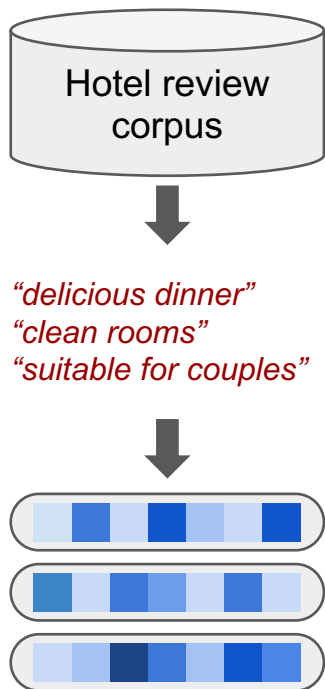 Hotel review
corpus
“delicious dinner”
“clean rooms”
“suitable for couples”